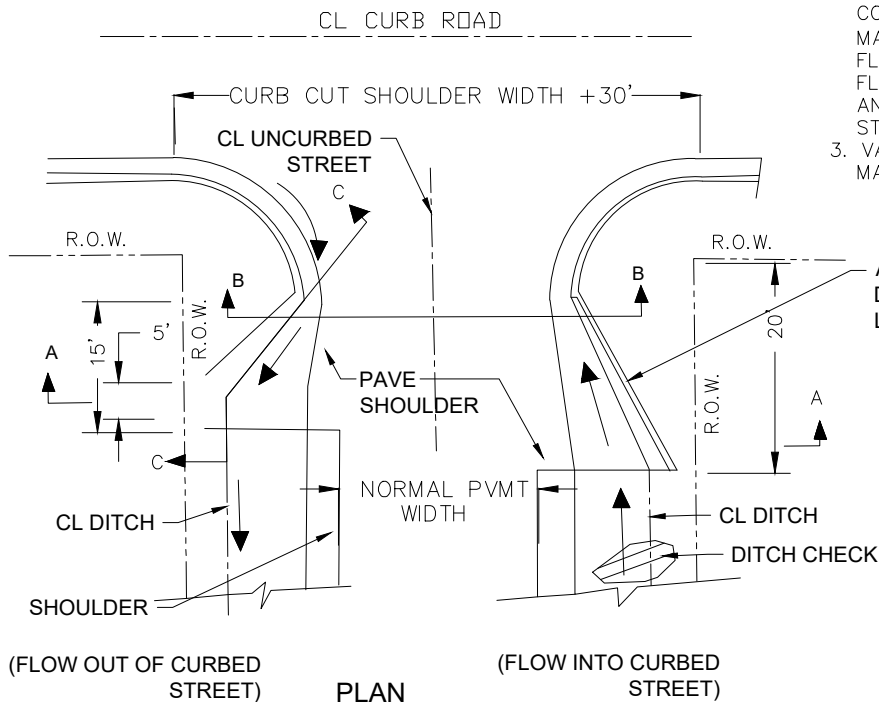 CL CURB ROAD
CURB CUT SHOULDER WIDTH +30'
CL UNCURBED
STREET
CO
MA
FL
FL
AN
ST
3. VA
MA
C
R.O.W.
R.O.W.
B
B
A
D
L
R.O.W.
15'
5'
20'
A
PAVE
SHOULDER
R.O.W.
A
C
NORMAL PVMT
WIDTH
CL DITCH
CL DITCH
DITCH CHECK
SHOULDER
(FLOW OUT OF CURBED
STREET)
PLAN
(FLOW INTO CURBED
STREET)